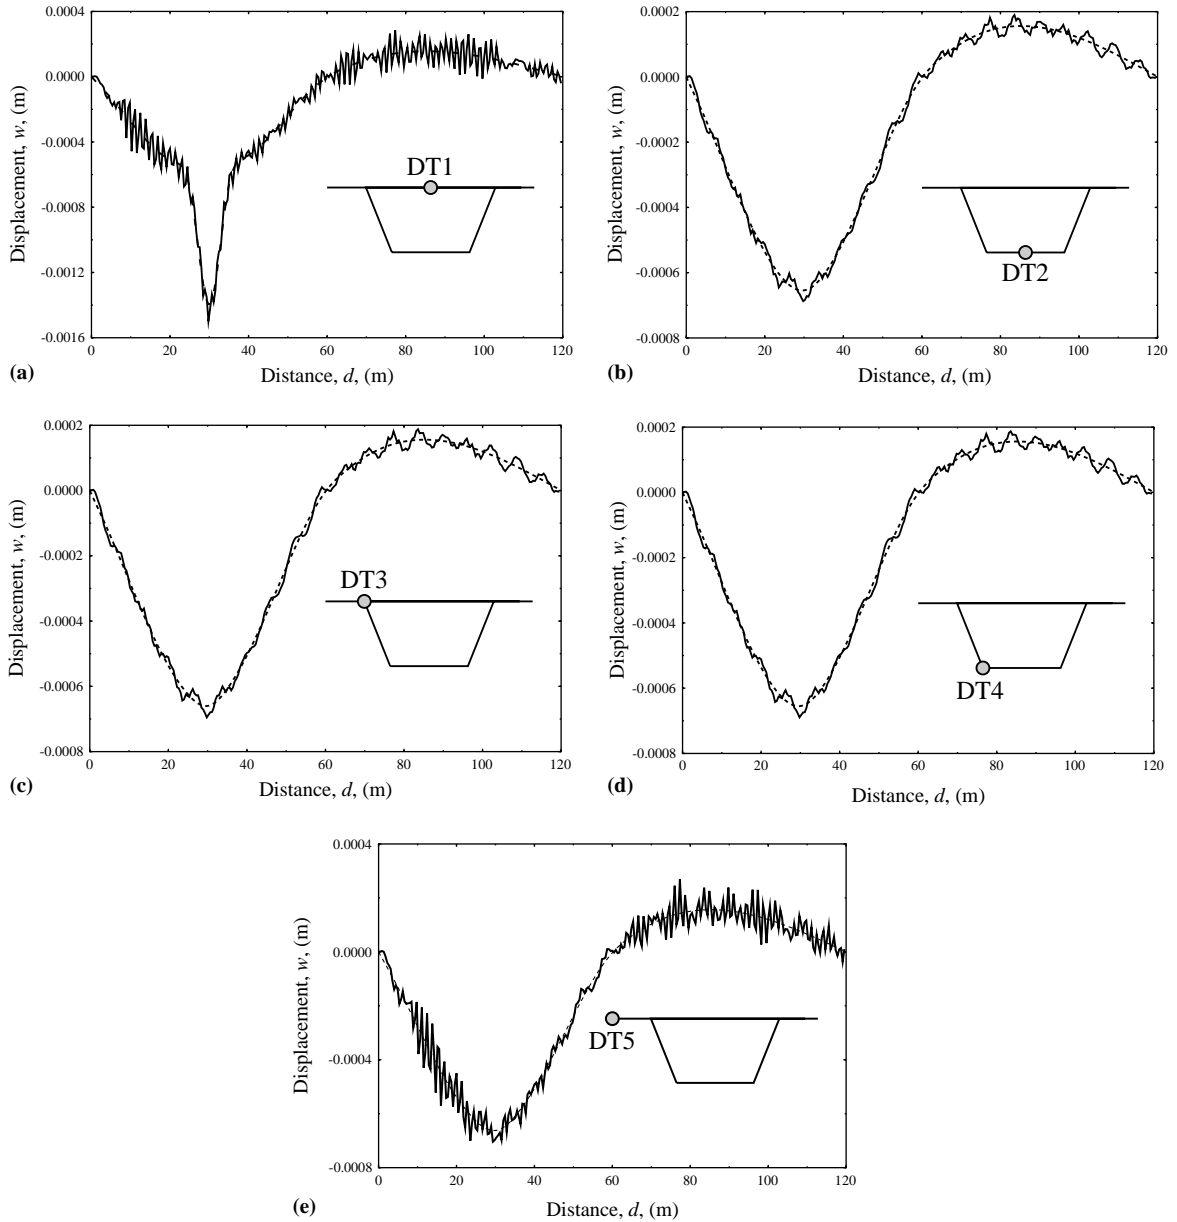 0.0004
0.0000
-0.0004
-0.0008
-0.0012
-0.0016
Displacement, w, (m)
DT1
0 20 40 60 80 100 120
(a)
Distance, d, (m)
0.0002
0.0000
-0.0002
-0.0004
-0.0006
-0.0008
Displacement, w, (m)
DT2
0 20 40 60 80 100 120
(b)
Distance, d, (m)
0.0002
0.0000
-0.0002
-0.0004
-0.0006
-0.0008
Displacement, w, (m)
DT3
0 20 40 60 80 100 120
(c)
Distance, d, (m)
0.0002
0.0000
-0.0002
-0.0004
-0.0006
-0.0008
Displacement, w, (m)
DT4
0 20 40 60 80 100 120
(d)
Distance, d, (m)
0.0004
0.0000
-0.0004
-0.0008
Displacement, w, (m)
DT5
0 20 40 60 80 100 120
(e)
Distance, d, (m)